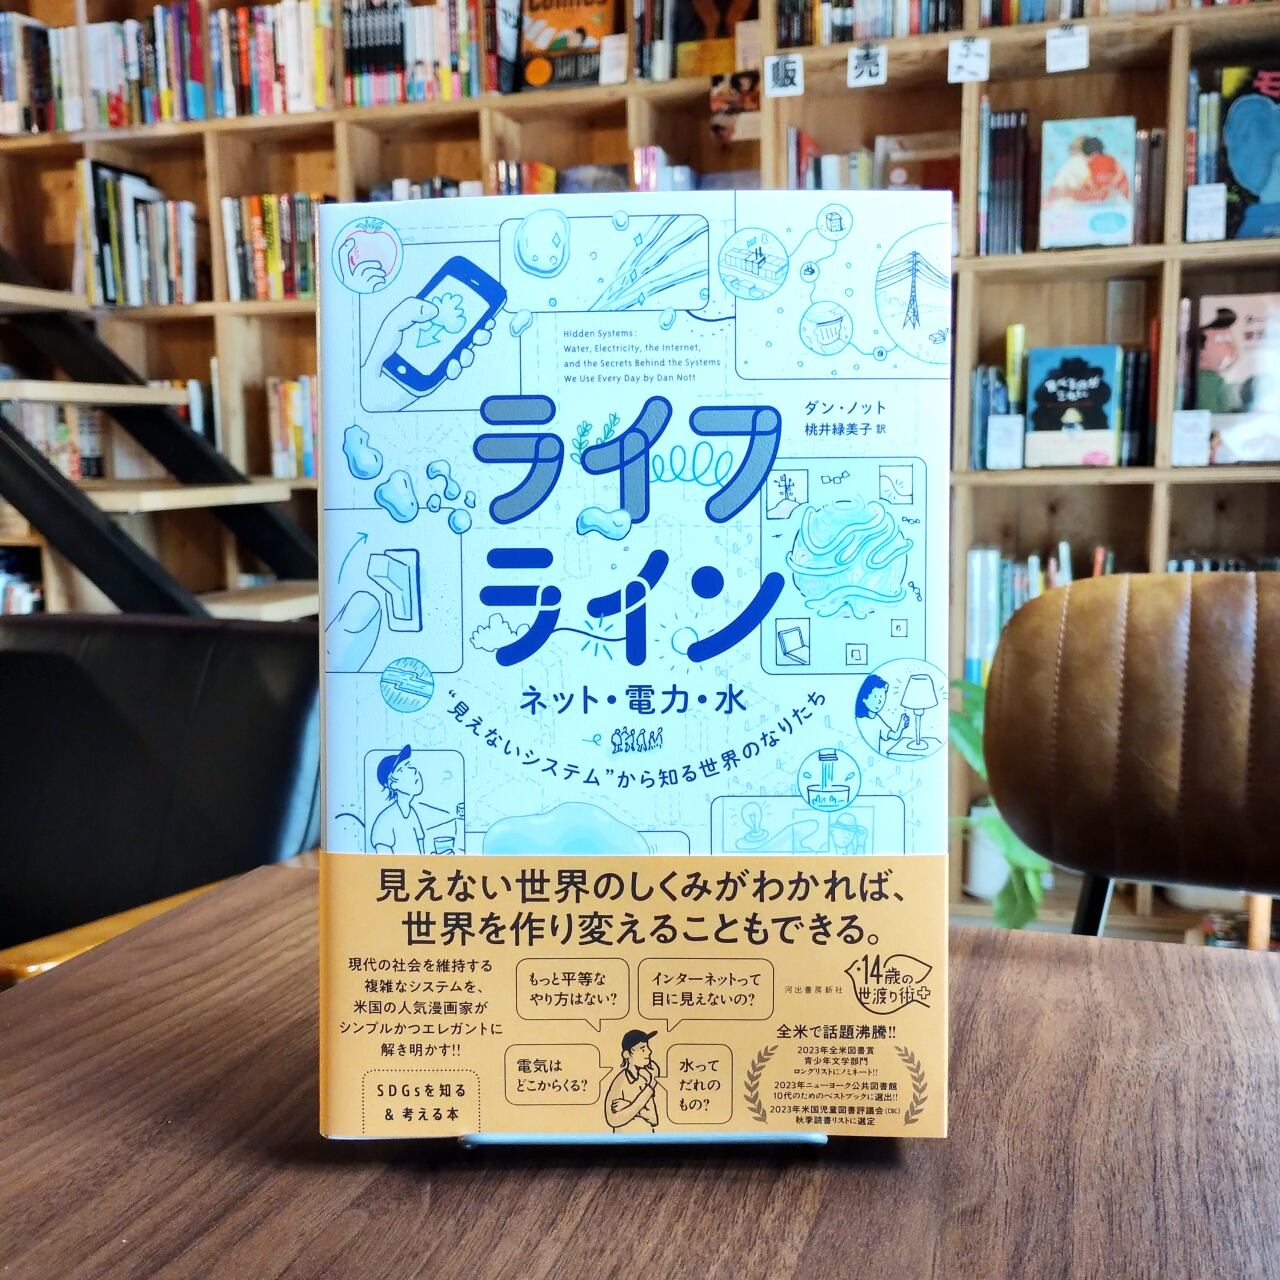 Comics
販
売
Hidden Systems:
Water, Electricity, the Internet,
and the Secrets Behind the Systems
We Use Every Day by Dan Nott
ダン・ノット
桃井緑美子 訳
ライフ
ライン
ネット・電力・水
“見えないシステム”から知る世界のなりたち
見えない世界のしくみがわかれば、
世界を作り変えることもできる。
現代の社会を維持する
複雑なシステムを、
米国の人気漫画家が
シンプルかつエレガントに
解き明かす!!
SDGsを知る
& 考える本
もっと平等な
やり方はない?
インターネットって
目に見えないの?
電気は
どこからくる?
水って
だれの
もの?
河出書房新社
14歳の
世渡り術
全米で話題沸騰!!
2023年全米図書賞
青少年文学部門
ロングリストにノミネート!!
2023年ニューヨーク公共図書館
10代のためのベストブックに選出!!
2023年米国児童図書評議会(CBC)
秋季読書リストに選定